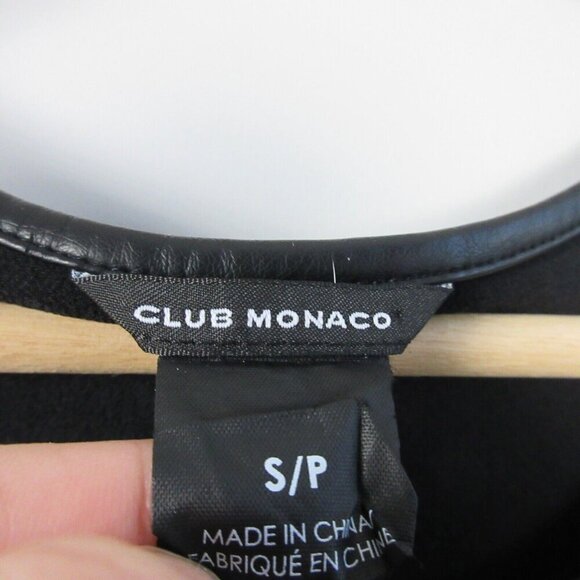 CLUB MONACO
S/P
MADE IN CHINA
FABRIQUÉ EN CHINE